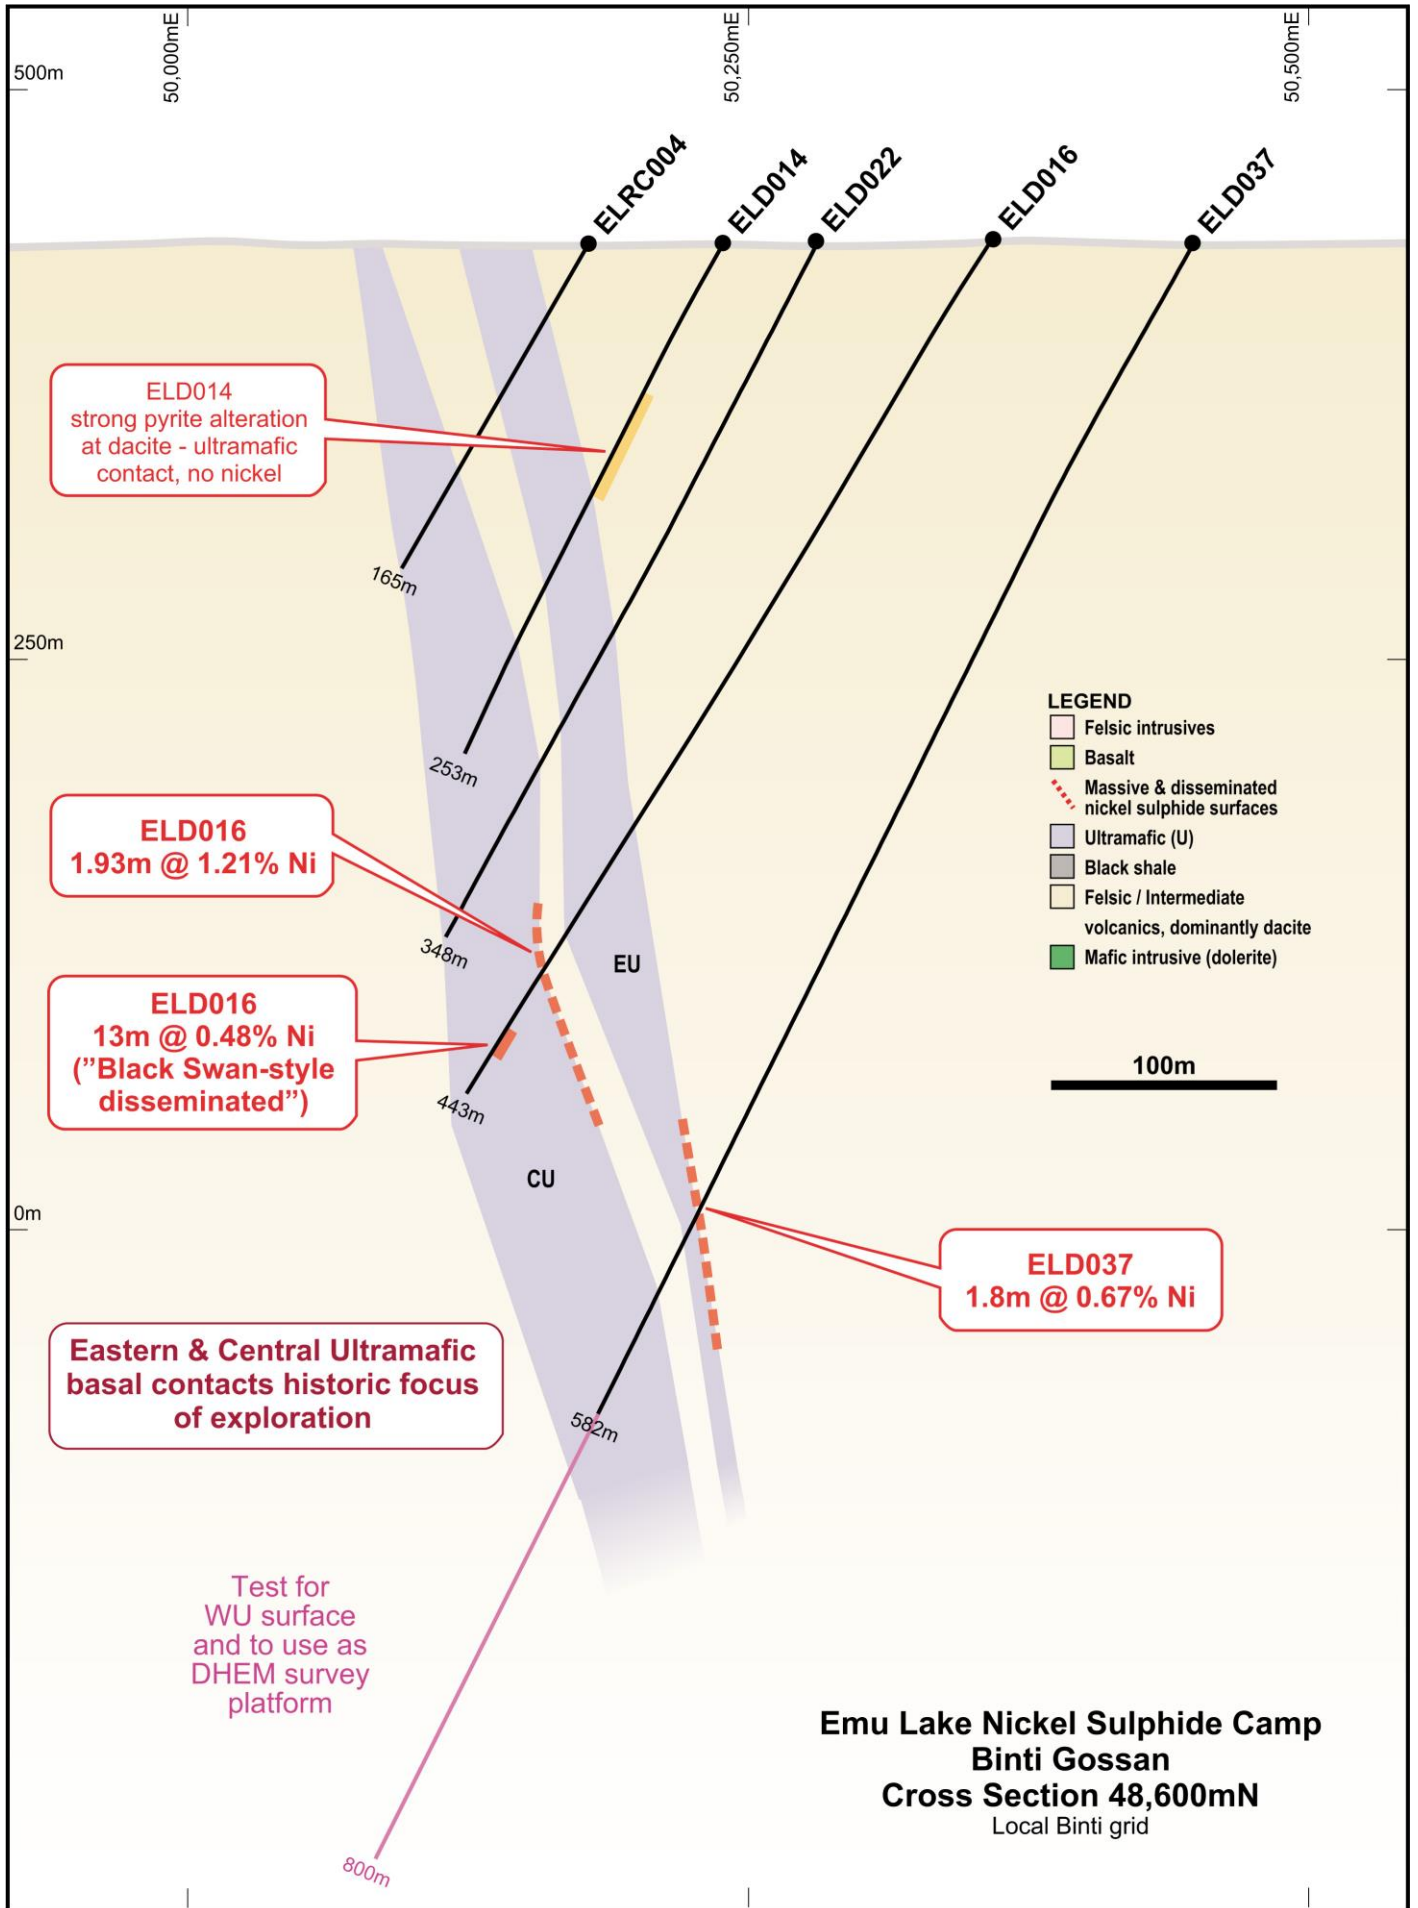 50,000mE
50,250mE
50,500mE
500m
ELRC004
ELD014
ELD022
ELD016
ELD037
ELD014
strong pyrite alteration
at dacite - ultramafic
contact, no nickel
165m
250m
253m
LEGEND
Felsic intrusives
Basalt
Massive & disseminated
nickel sulphide surfaces
Ultramafic (U)
Black shale
Felsic / Intermediate
volcanics, dominantly dacite
Mafic intrusive (dolerite)
ELD016
1.93m @ 1.21% Ni
348m
EU
ELD016
13m @ 0.48% Ni
(”Black Swan-style
disseminated”)
443m
100m
CU
0m
ELD037
1.8m @ 0.67% Ni
Eastern & Central Ultramafic
basal contacts historic focus
of exploration
582m
Test for
WU surface
and to use as
DHEM survey
platform
800m
Emu Lake Nickel Sulphide Camp
Binti Gossan
Cross Section 48,600mN
Local Binti grid